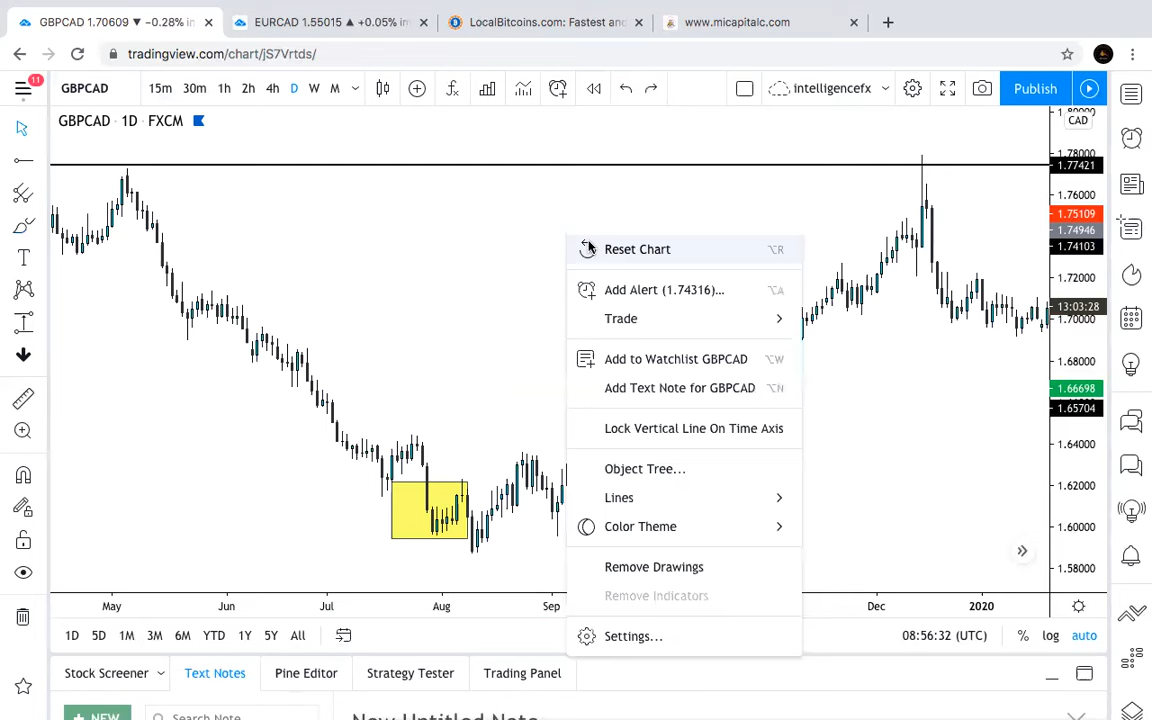 GBPCAD 1.70609 ▼ −0.28% in
EURCAD 1.55015 ▲ +0.05% in
LocalBitcoins.com: Fastest and
www.micapitalc.com
tradingview.com/chart/jS7Vrtds/
11
GBPCAD
15m 30m 1h 2h 4h D W M
intelligencefx
Publish
GBPCAD · 1D · FXCM
CAD
1.78000
1.77421
1.76000
1.75109
1.74946
1.74103
1.72000
13:03:28
1.70000
1.68000
1.66698
1.65704
1.64000
1.62000
1.60000
1.58000
Reset Chart ⌥R
Add Alert (1.74316)... ⌥A
Trade
Add to Watchlist GBPCAD ⌥W
Add Text Note for GBPCAD ⌥N
Lock Vertical Line On Time Axis
Object Tree...
Lines
Color Theme
Remove Drawings
Remove Indicators
Settings...
May Jun Jul Aug Sep Dec 2020
1D 5D 1M 3M 6M YTD 1Y 5Y All
08:56:32 (UTC) % log auto
Stock Screener Text Notes Pine Editor Strategy Tester Trading Panel
+ NEW
Search Note
New Untitled Note